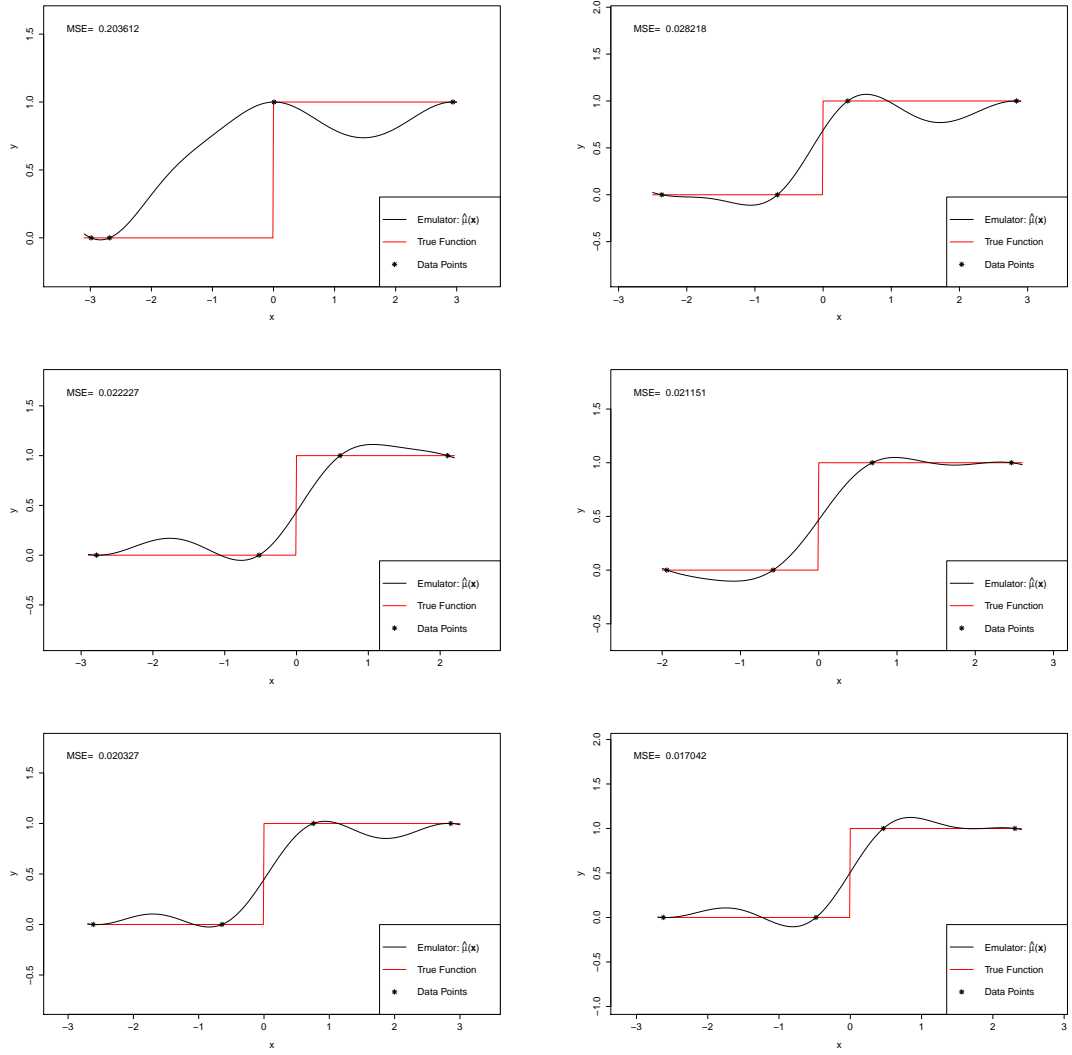 MSE= 0.203612
y
0.0 0.5 1.0 1.5
Emulator: μ̂(x)
True Function
Data Points
−3 −2 −1 0 1 2 3
x
MSE= 0.028218
y
−0.5 0.0 0.5 1.0 1.5 2.0
Emulator: μ̂(x)
True Function
Data Points
−3 −2 −1 0 1 2 3
x
MSE= 0.022227
y
−0.5 0.0 0.5 1.0 1.5
Emulator: μ̂(x)
True Function
Data Points
−3 −2 −1 0 1 2
x
MSE= 0.021151
y
−0.5 0.0 0.5 1.0 1.5
Emulator: μ̂(x)
True Function
Data Points
−2 −1 0 1 2 3
x
MSE= 0.020327
y
−0.5 0.0 0.5 1.0 1.5
Emulator: μ̂(x)
True Function
Data Points
−3 −2 −1 0 1 2 3
x
MSE= 0.017042
y
−1.0 −0.5 0.0 0.5 1.0 1.5 2.0
Emulator: μ̂(x)
True Function
Data Points
−3 −2 −1 0 1 2 3
x